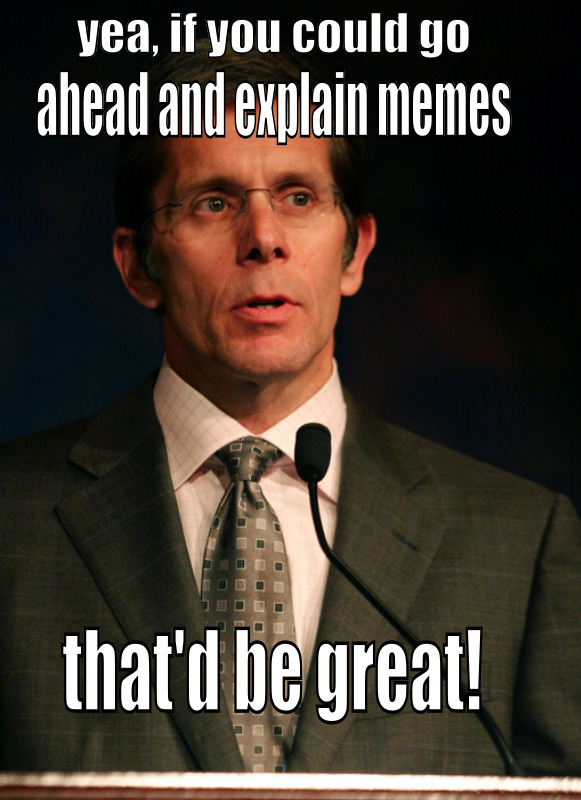 yea, if you could go
ahead and explain memes
that'd be great!